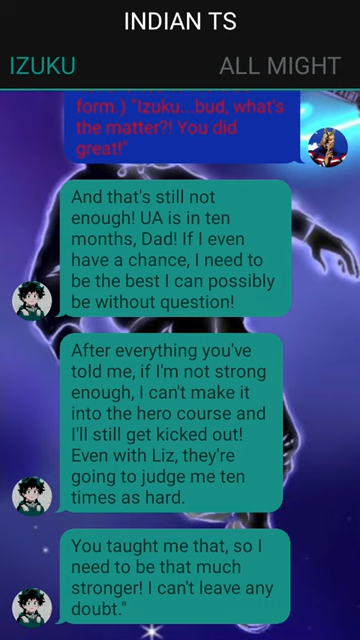 INDIAN TS
IZUKU
ALL MIGHT
form.) "Izuku...bud, what's
the matter?! You did
great!"
And that's still not
enough! UA is in ten
months, Dad! If I even
have a chance, I need to
be the best I can possibly
be without question!
After everything you've
told me, if I'm not strong
enough, I can't make it
into the hero course and
I'll still get kicked out!
Even with Liz, they're
going to judge me ten
times as hard.
You taught me that, so I
need to be that much
stronger! I can't leave any
doubt."